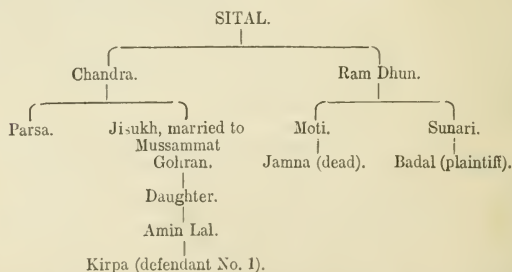 SITAL.
Chandra. Ram Dhun.
Parsa. Jisukh, married to Moti. Sunari.
Mussammat
Gohran. Jamna (dead). Badal (plaintiff).
Daughter.
Amin Lal.
Kirpa (defendant No. 1).